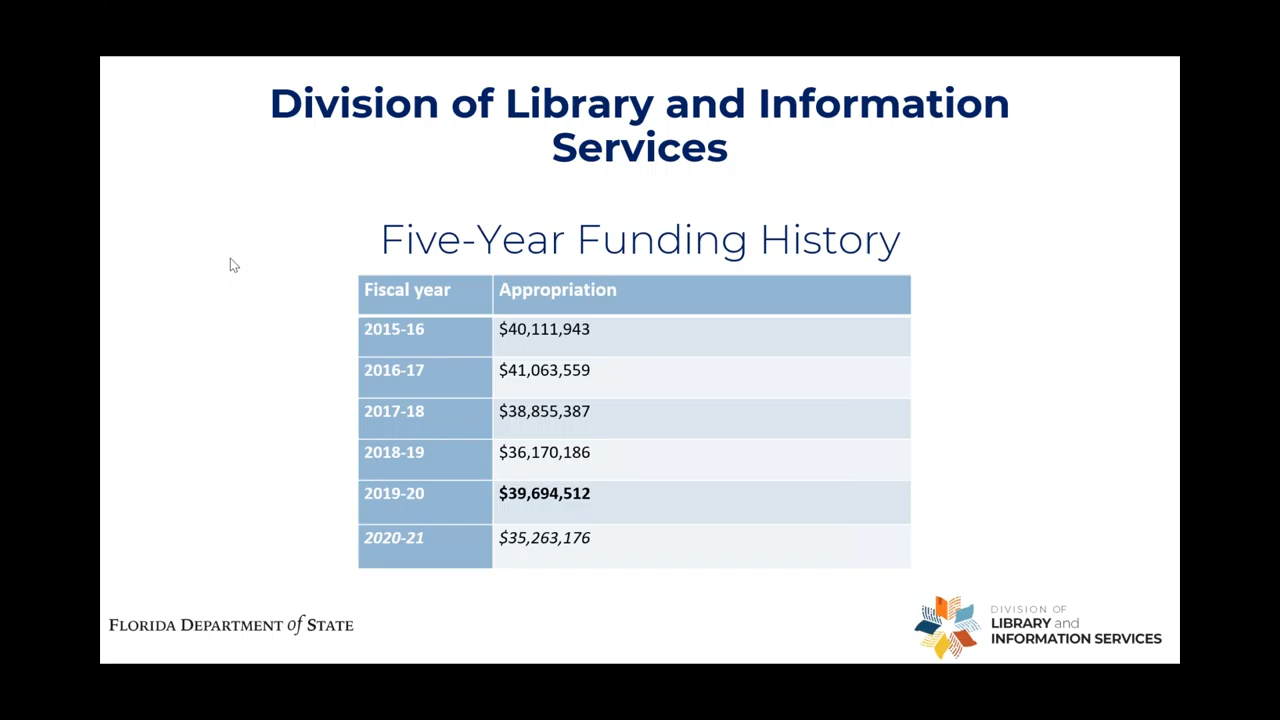 Division of Library and Information
Services
Five-Year Funding History
Fiscal year Appropriation
2015-16 $40,111,943
2016-17 $41,063,559
2017-18 $38,855,387
2018-19 $36,170,186
2019-20 $39,694,512
2020-21 $35,263,176
FLORIDA DEPARTMENT of STATE
DIVISION OF
LIBRARY and
INFORMATION SERVICES